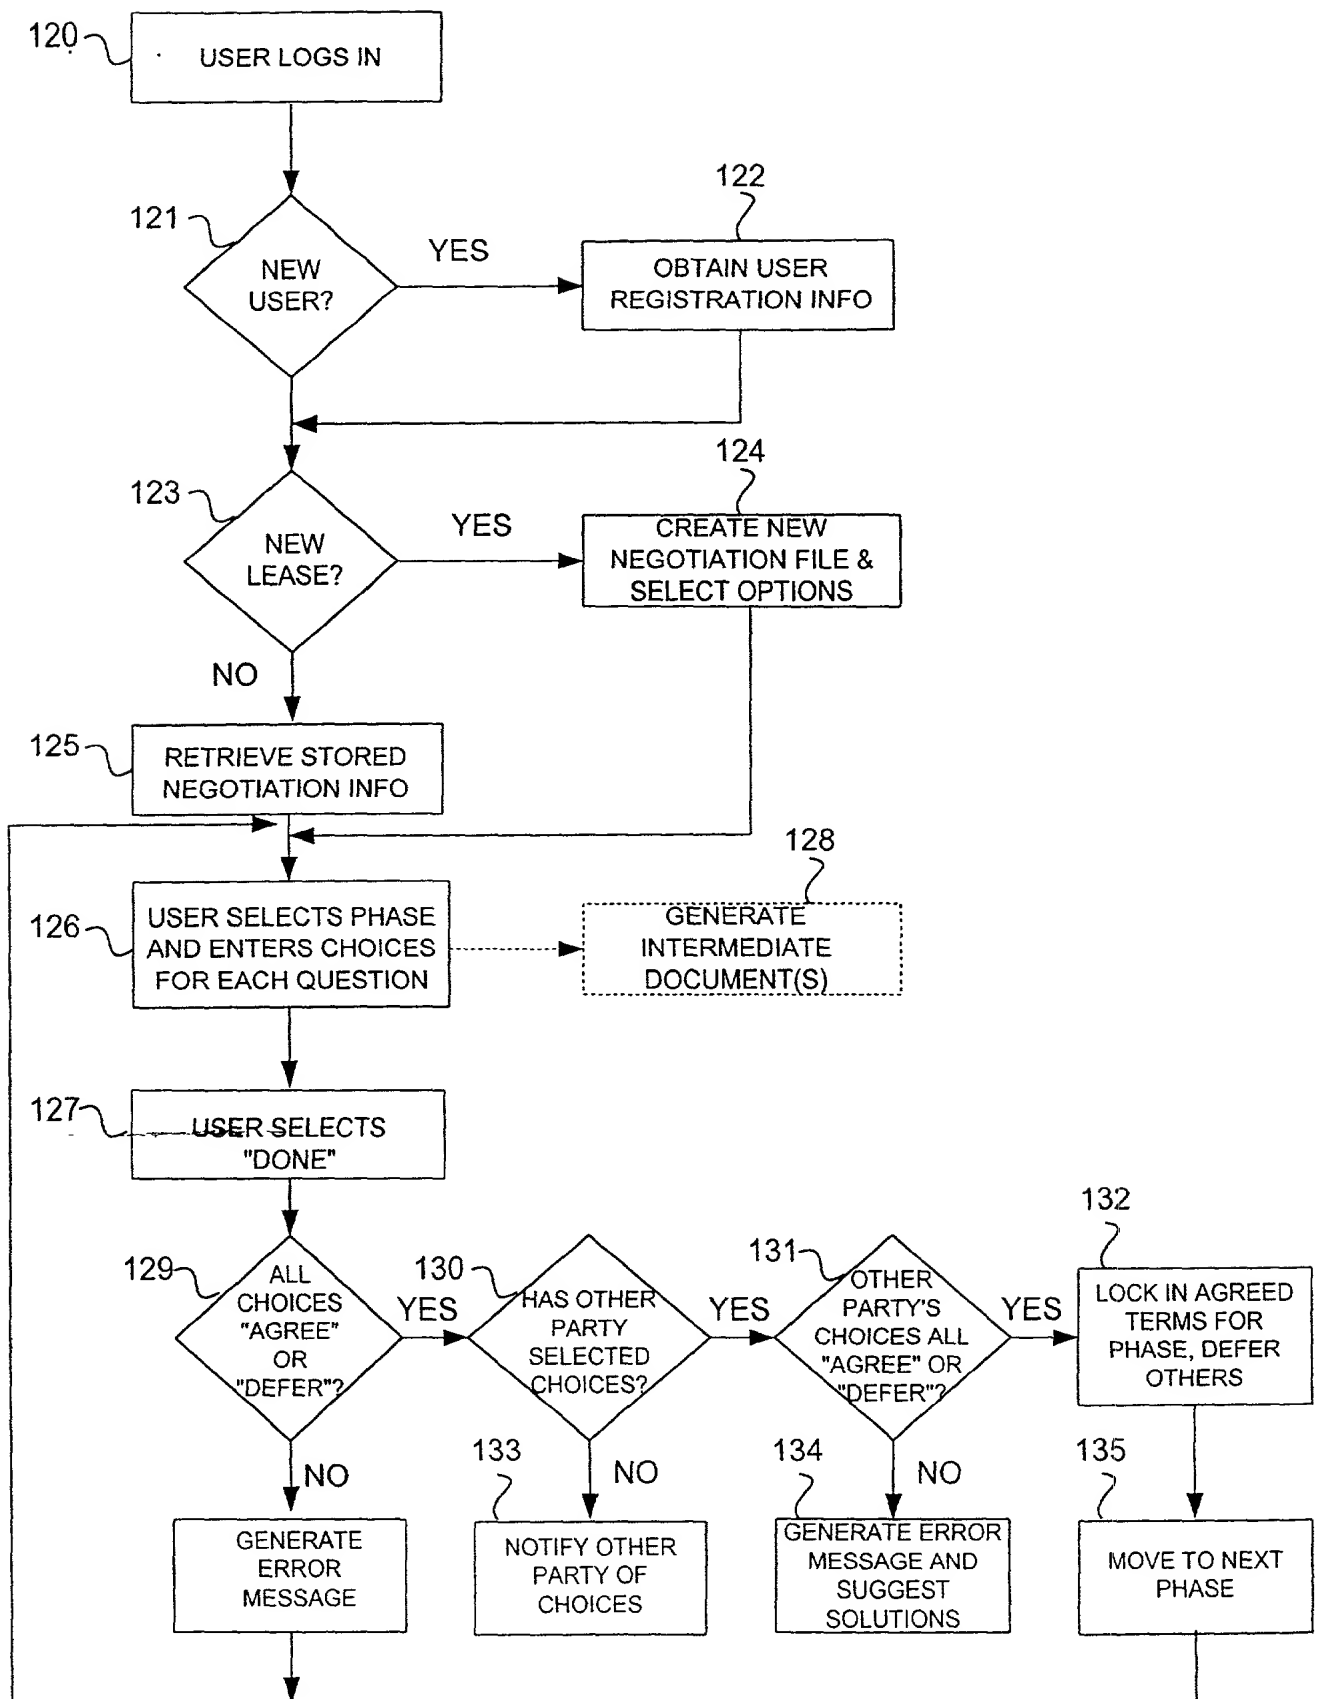 120
USER LOGS IN
121
NEW
USER?
YES
122
OBTAIN USER
REGISTRATION INFO
123
NEW
LEASE?
YES
124
CREATE NEW
NEGOTIATION FILE &
SELECT OPTIONS
NO
125
RETRIEVE STORED
NEGOTIATION INFO
126
USER SELECTS PHASE
AND ENTERS CHOICES
FOR EACH QUESTION
128
GENERATE
INTERMEDIATE
DOCUMENT(S)
127
USER SELECTS
"DONE"
129
ALL
CHOICES
"AGREE"
OR
"DEFER"?
YES
130
HAS OTHER
PARTY
SELECTED
CHOICES?
YES
131
OTHER
PARTY'S
CHOICES ALL
"AGREE" OR
"DEFER"?
YES
132
LOCK IN AGREED
TERMS FOR
PHASE, DEFER
OTHERS
NO
GENERATE
ERROR
MESSAGE
133
NO
NOTIFY OTHER
PARTY OF
CHOICES
134
NO
GENERATE ERROR
MESSAGE AND
SUGGEST
SOLUTIONS
135
MOVE TO NEXT
PHASE